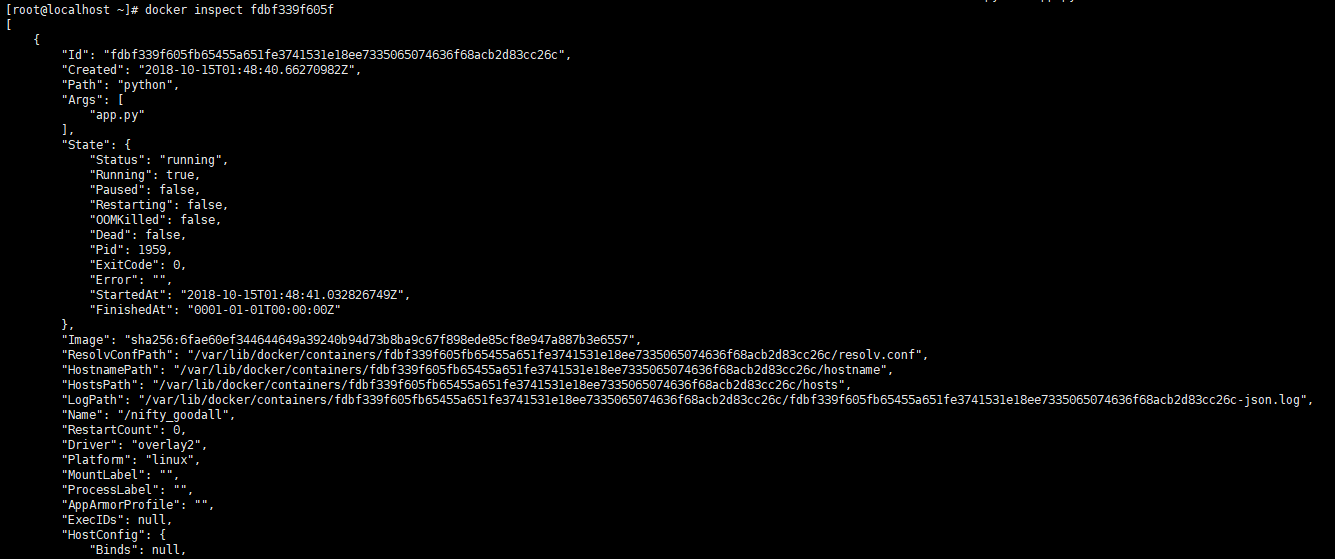 [root@localhost ~]# docker inspect fdbf339f605f
[
    {
        "Id": "fdbf339f605fb65455a651fe3741531e18ee7335065074636f68acb2d83cc26c",
        "Created": "2018-10-15T01:48:40.66270982Z",
        "Path": "python",
        "Args": [
            "app.py"
        ],
        "State": {
            "Status": "running",
            "Running": true,
            "Paused": false,
            "Restarting": false,
            "OOMKilled": false,
            "Dead": false,
            "Pid": 1959,
            "ExitCode": 0,
            "Error": "",
            "StartedAt": "2018-10-15T01:48:41.032826749Z",
            "FinishedAt": "0001-01-01T00:00:00Z"
        },
        "Image": "sha256:6fae60ef344644649a39240b94d73b8ba9c67f898ede85cf8e947a887b3e6557",
        "ResolvConfPath": "/var/lib/docker/containers/fdbf339f605fb65455a651fe3741531e18ee7335065074636f68acb2d83cc26c/resolv.conf",
        "HostnamePath": "/var/lib/docker/containers/fdbf339f605fb65455a651fe3741531e18ee7335065074636f68acb2d83cc26c/hostname",
        "HostsPath": "/var/lib/docker/containers/fdbf339f605fb65455a651fe3741531e18ee7335065074636f68acb2d83cc26c/hosts",
        "LogPath": "/var/lib/docker/containers/fdbf339f605fb65455a651fe3741531e18ee7335065074636f68acb2d83cc26c/fdbf339f605fb65455a651fe3741531e18ee7335065074636f68acb2d83cc26c-json.log",
        "Name": "/nifty_goodall",
        "RestartCount": 0,
        "Driver": "overlay2",
        "Platform": "linux",
        "MountLabel": "",
        "ProcessLabel": "",
        "AppArmorProfile": "",
        "ExecIDs": null,
        "HostConfig": {
            "Binds": null,